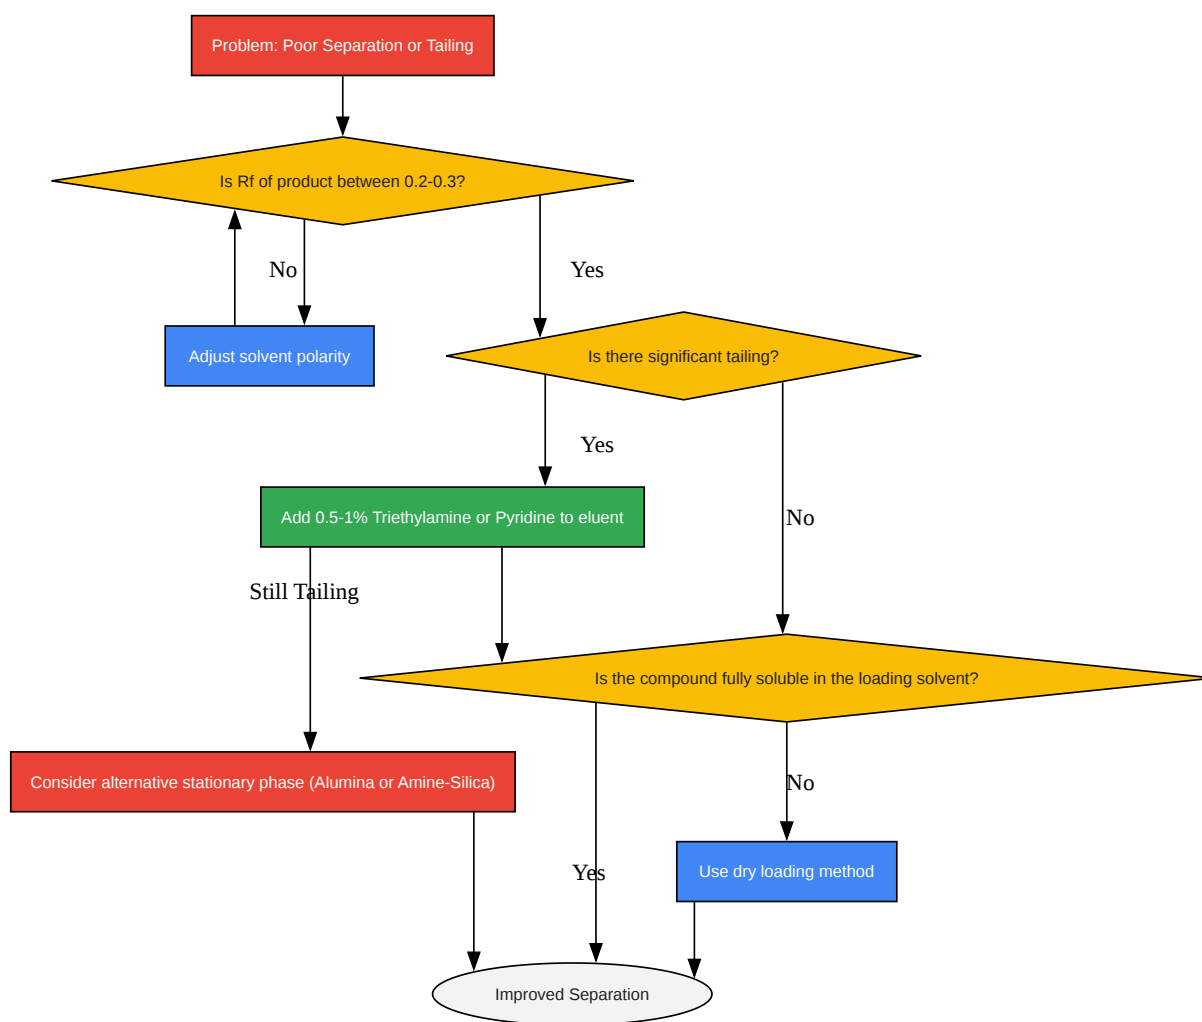 Problem: Poor Separation or Tailing
Is Rf of product between 0.2-0.3?
No
Yes
Adjust solvent polarity
Is there significant tailing?
Yes
Add 0.5-1% Triethylamine or Pyridine to eluent
No
Still Tailing
Is the compound fully soluble in the loading solvent?
Consider alternative stationary phase (Alumina or Amine-Silica)
No
Yes
Use dry loading method
Improved Separation